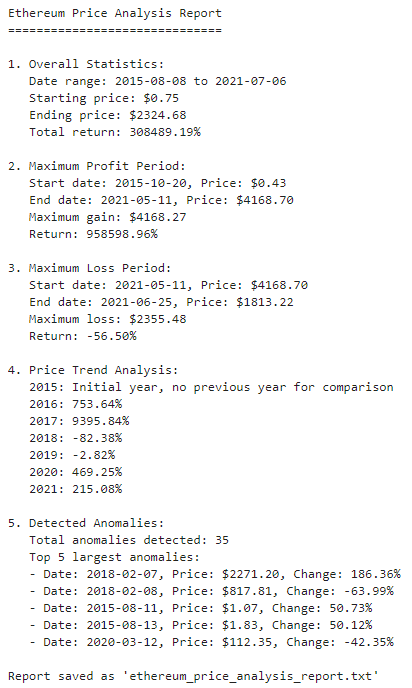 Ethereum Price Analysis Report
==============================
1. Overall Statistics:
Date range: 2015-08-08 to 2021-07-06
Starting price: $0.75
Ending price: $2324.68
Total return: 308489.19%
2. Maximum Profit Period:
Start date: 2015-10-20, Price: $0.43
End date: 2021-05-11, Price: $4168.70
Maximum gain: $4168.27
Return: 958598.96%
3. Maximum Loss Period:
Start date: 2021-05-11, Price: $4168.70
End date: 2021-06-25, Price: $1813.22
Maximum loss: $2355.48
Return: -56.50%
4. Price Trend Analysis:
2015: Initial year, no previous year for comparison
2016: 753.64%
2017: 9395.84%
2018: -82.38%
2019: -2.82%
2020: 469.25%
2021: 215.08%
5. Detected Anomalies:
Total anomalies detected: 35
Top 5 largest anomalies:
- Date: 2018-02-07, Price: $2271.20, Change: 186.36%
- Date: 2018-02-08, Price: $817.81, Change: -63.99%
- Date: 2015-08-11, Price: $1.07, Change: 50.73%
- Date: 2015-08-13, Price: $1.83, Change: 50.12%
- Date: 2020-03-12, Price: $112.35, Change: -42.35%
Report saved as 'ethereum_price_analysis_report.txt'